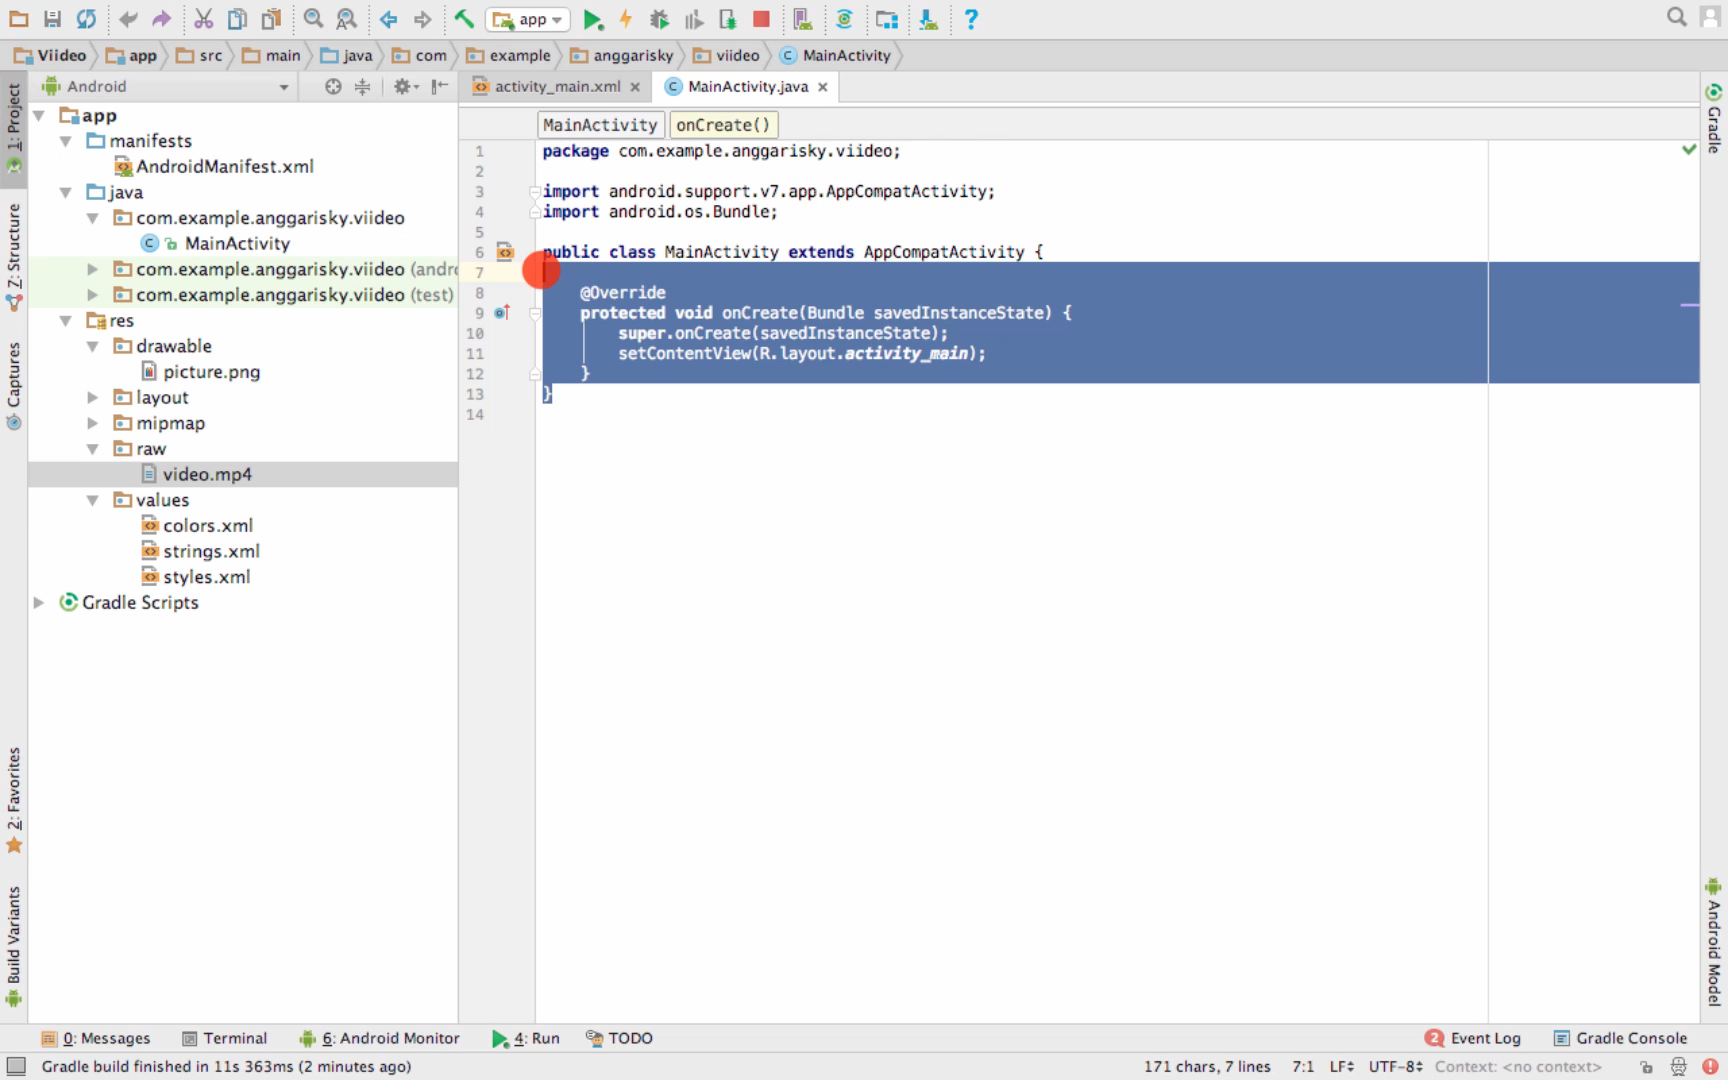 app
Viideo app src main java com example anggarisky viideo MainActivity
Android
activity_main.xml
MainActivity.java
MainActivity onCreate()
1: Project
Z: Structure
Captures
2: Favorites
Build Variants
app
manifests
AndroidManifest.xml
java
com.example.anggarisky.viideo
MainActivity
com.example.anggarisky.viideo (andro
com.example.anggarisky.viideo (test)
res
drawable
picture.png
layout
mipmap
raw
video.mp4
values
colors.xml
strings.xml
styles.xml
Gradle Scripts
1 package com.example.anggarisky.viideo;
2
3 import android.support.v7.app.AppCompatActivity;
4 import android.os.Bundle;
5
6 public class MainActivity extends AppCompatActivity {
7
8 @Override
9 protected void onCreate(Bundle savedInstanceState) {
10 super.onCreate(savedInstanceState);
11 setContentView(R.layout.activity_main);
12 }
13 }
14
Gradle
Android Model
0: Messages Terminal 6: Android Monitor 4: Run TODO 2 Event Log Gradle Console
Gradle build finished in 11s 363ms (2 minutes ago) 171 chars, 7 lines 7:1 LF UTF-8 Context: <no context>